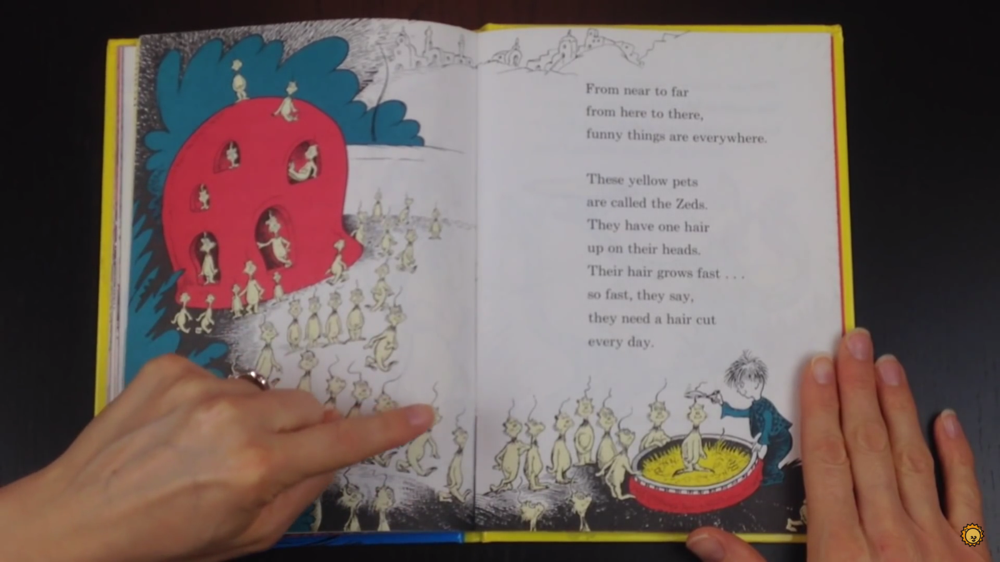 From near to far
from here to there,
funny things are everywhere.
These yellow pets
are called the Zeds.
They have one hair
up on their heads.
Their hair grows fast . . .
so fast, they say,
they need a hair cut
every day.